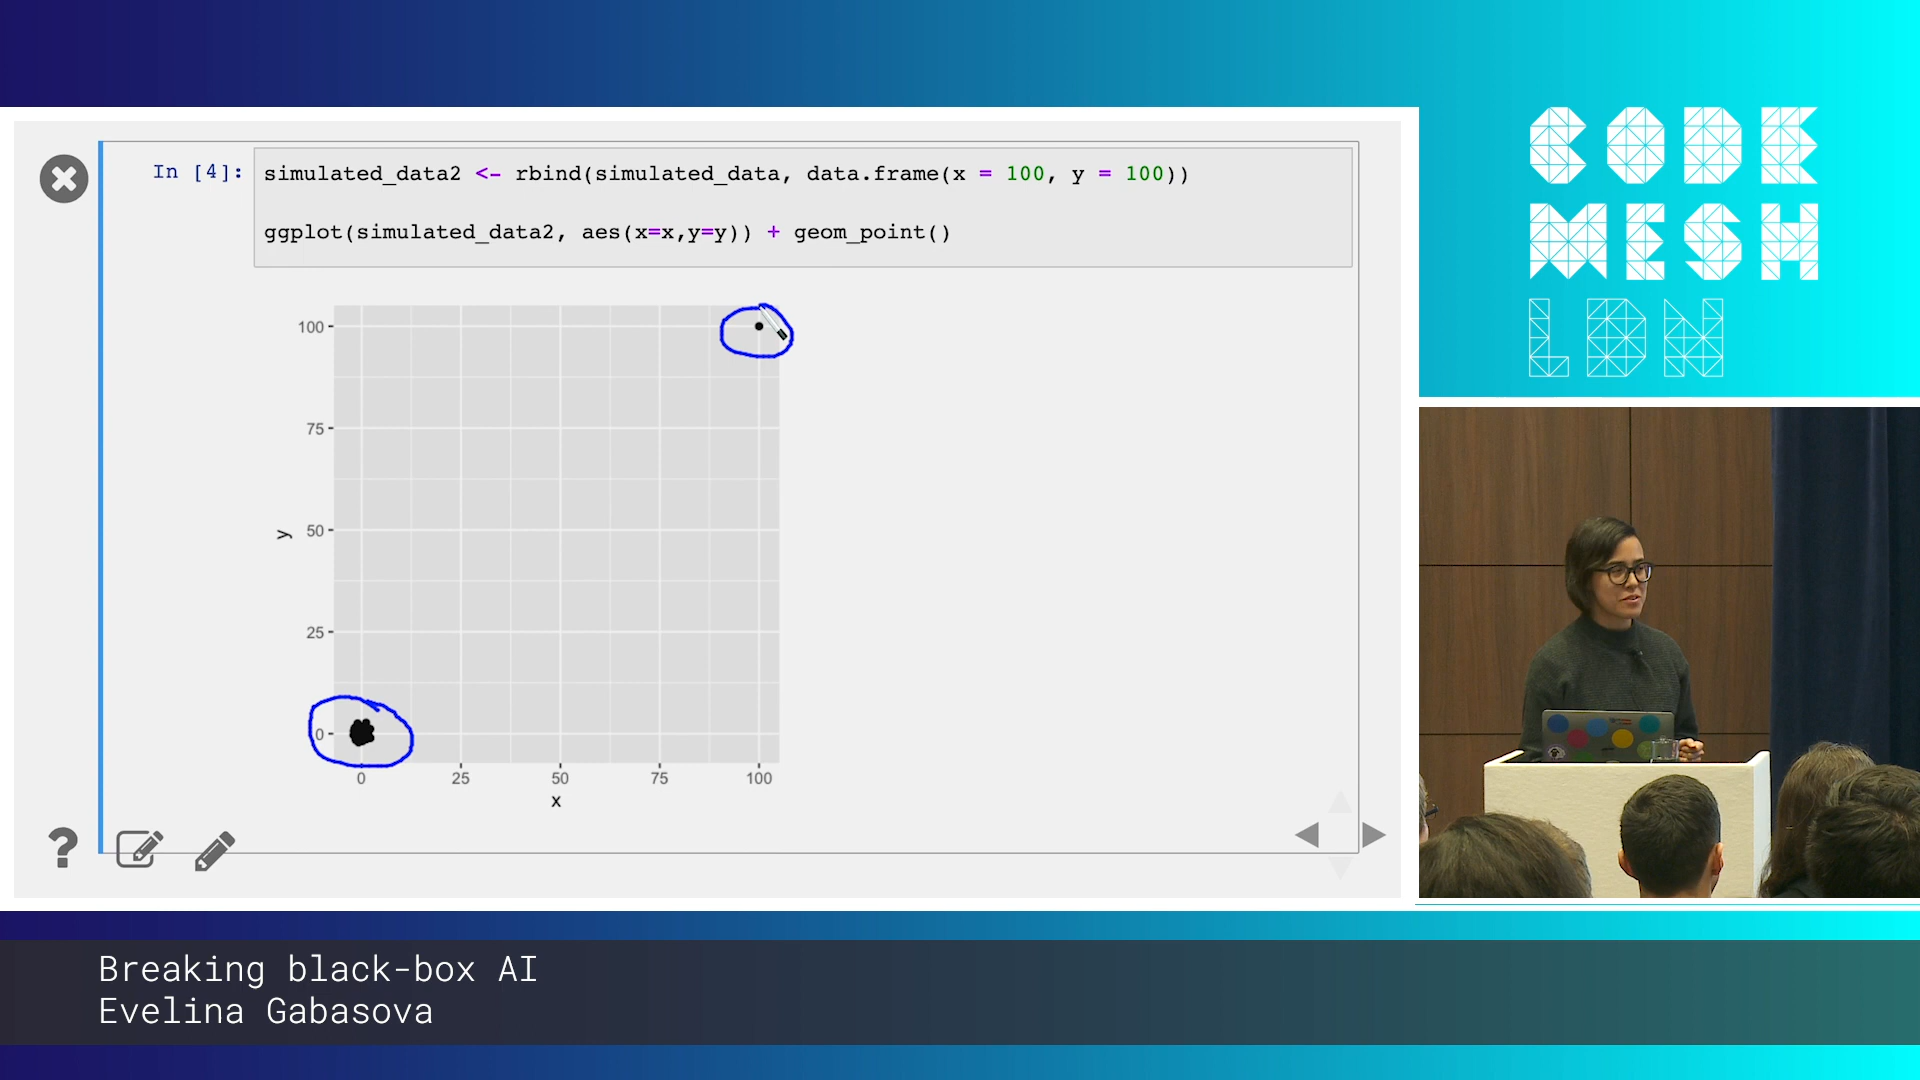 In [4]: simulated_data2 <- rbind(simulated_data, data.frame(x = 100, y = 100))
ggplot(simulated_data2, aes(x=x,y=y)) + geom_point()
100
75
50
25
0
y
0 25 50 75 100
x
?
CODE
MESH
LDN
Breaking black-box AI
Evelina Gabasova